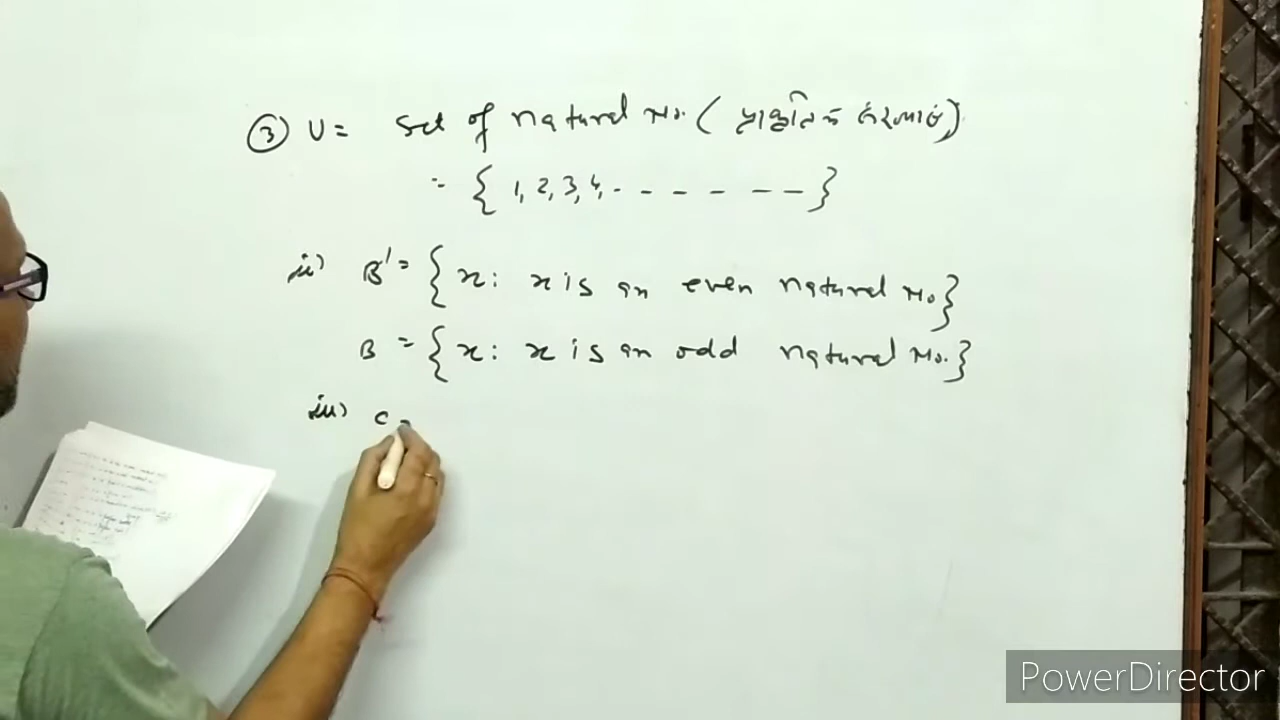 ③ U = Set of natural No. (
= { 1, 2, 3, 4, - - - - - - }
ii) B' = { x : x is an even natural No }
B = { x : x is an odd natural No. }
iii) C =
PowerDirector